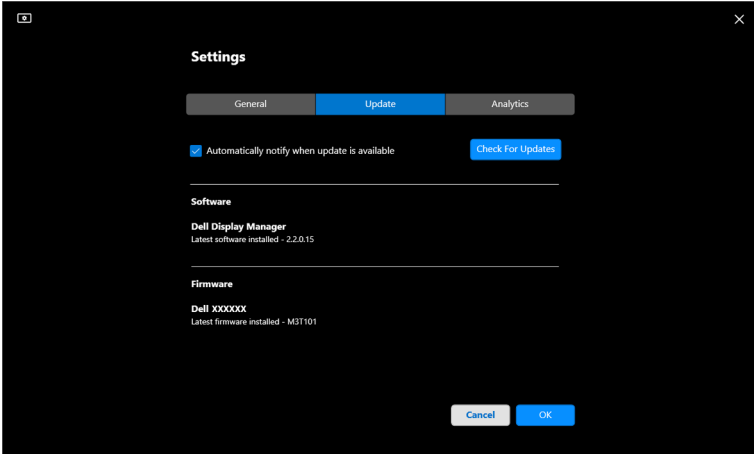 Settings
General
Update
Analytics
Automatically notify when update is available
Check For Updates
Software
Dell Display Manager
Latest software installed - 2.2.0.15
Firmware
Dell XXXXXX
Latest firmware installed - M3T101
Cancel
OK